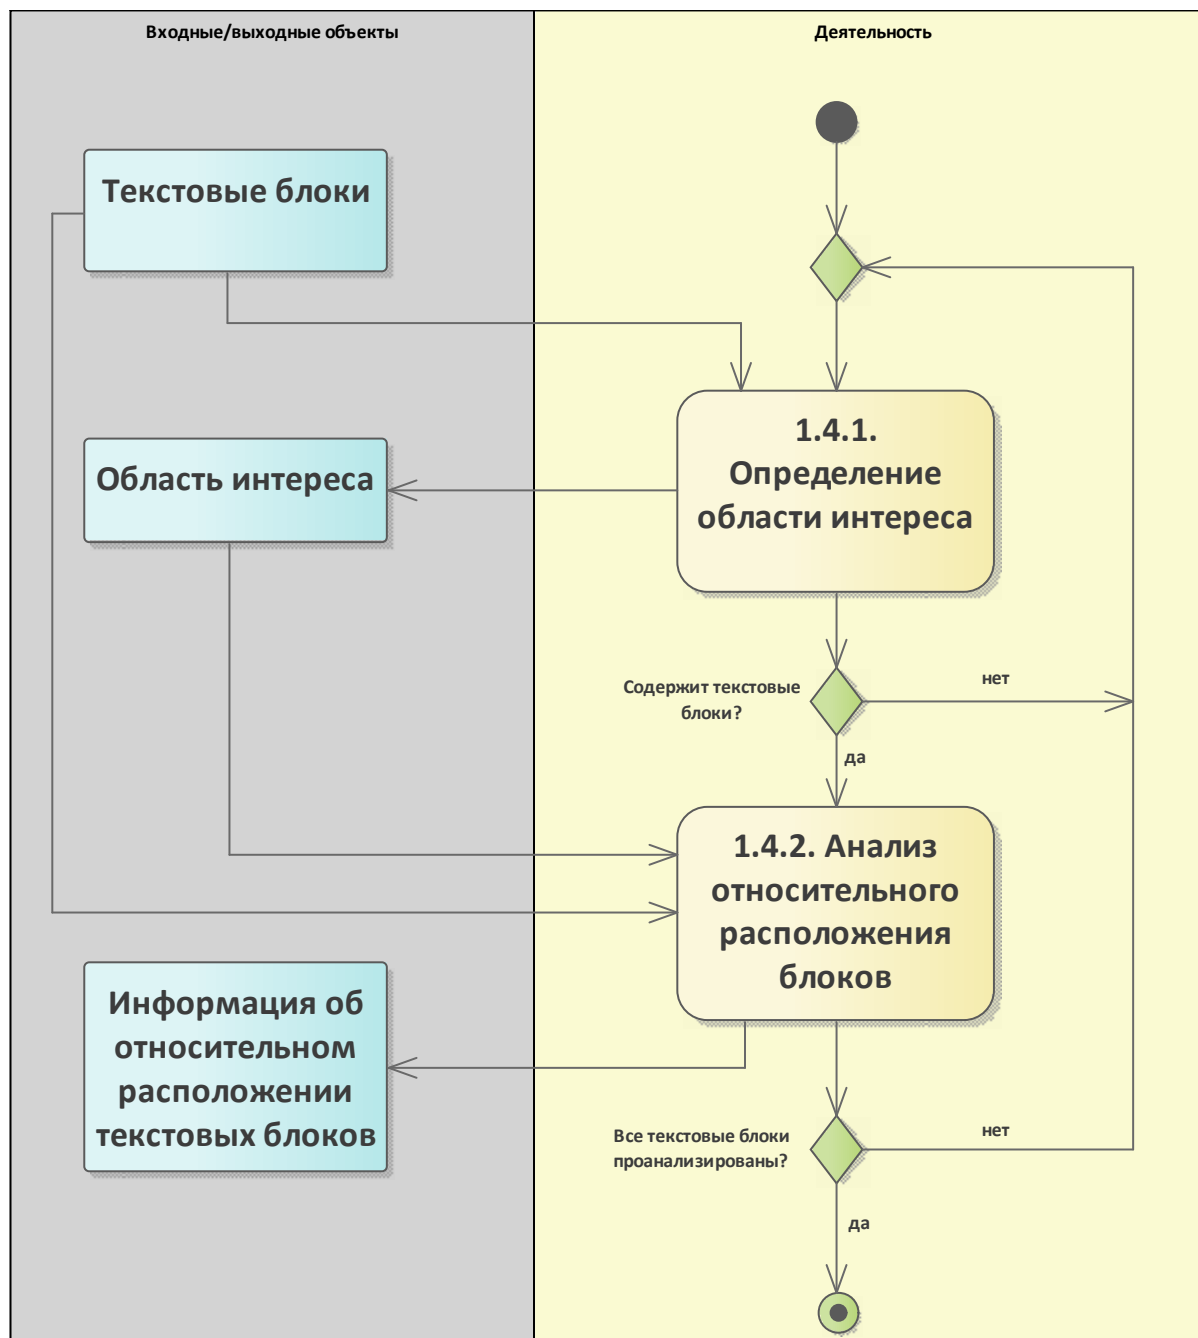 Входные/выходные объекты
Деятельность
Текстовые блоки
1.4.1.
Определение
области интереса
Область интереса
Содержит текстовые
блоки?
нет
да
1.4.2. Анализ
относительного
расположения
блоков
Информация об
относительном
расположении
текстовых блоков
Все текстовые блоки
проанализированы?
нет
да